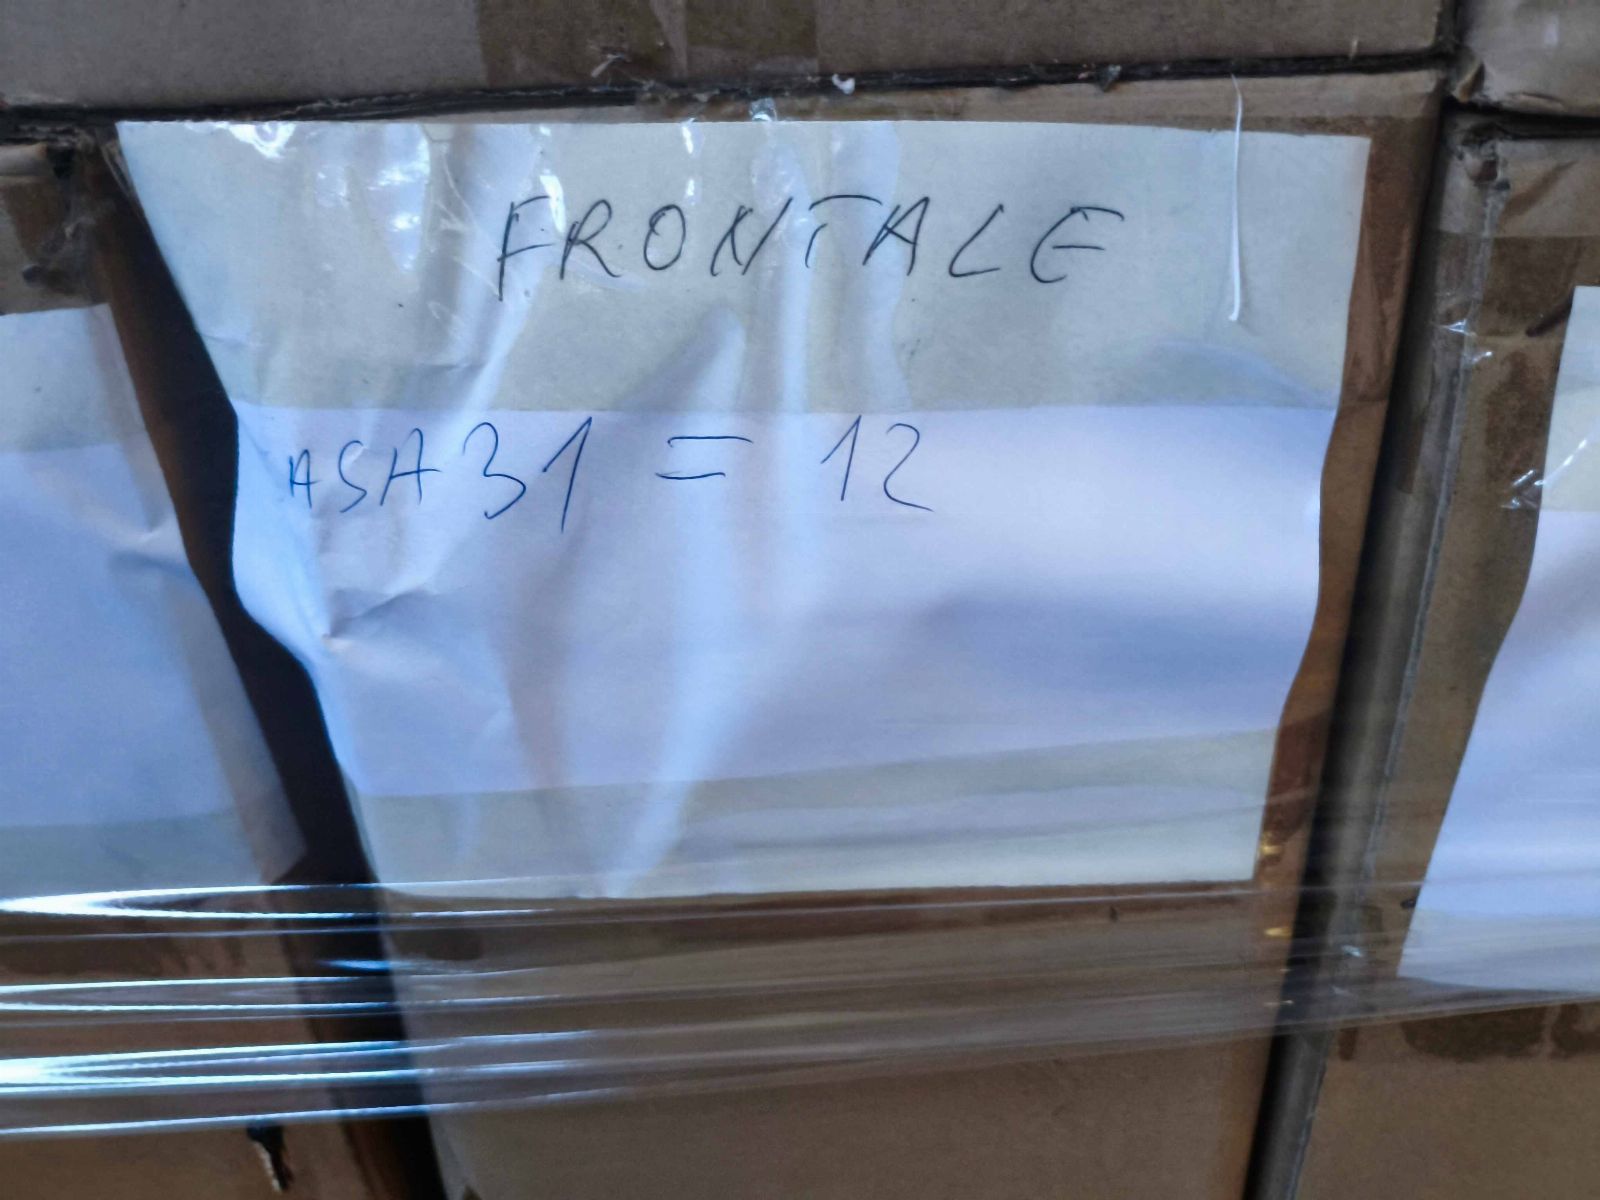 FRONTALE
ASA31 = 12